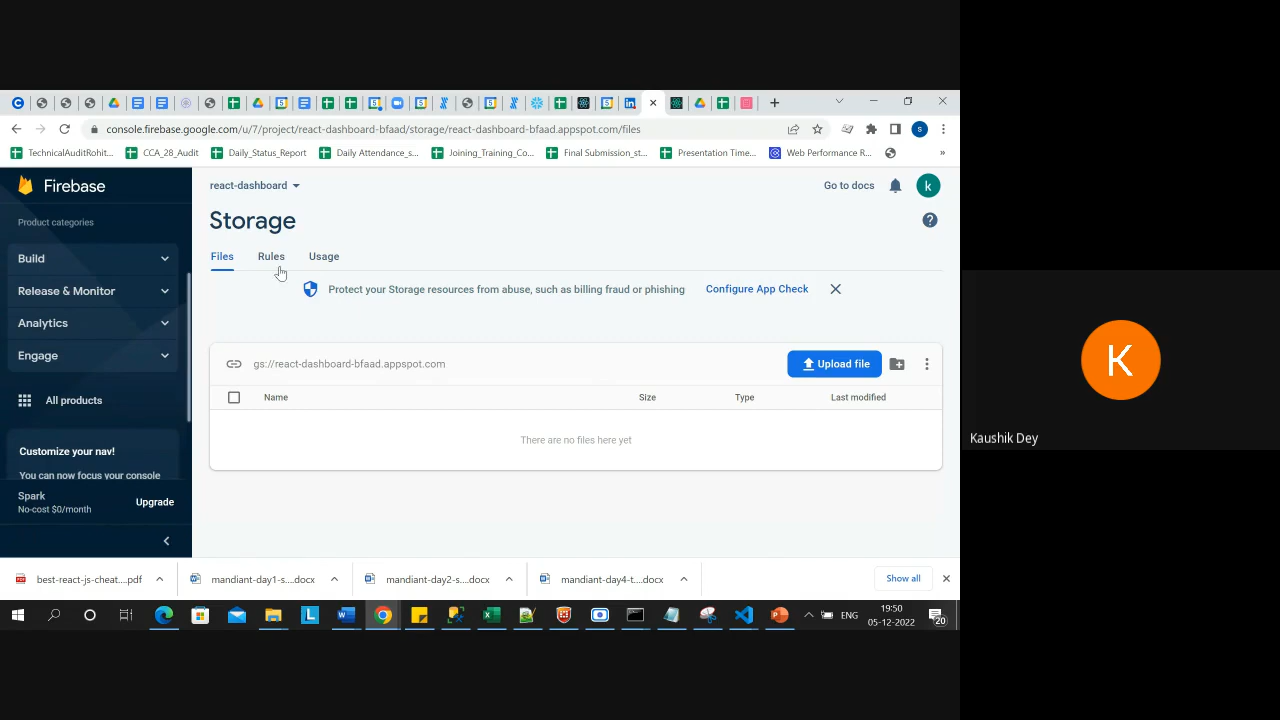 console.firebase.google.com/u/7/project/react-dashboard-bfaad/storage/react-dashboard-bfaad.appspot.com/files
TechnicalAuditRohit...
CCA_28_Audit
Daily_Status_Report
Daily Attendance_s...
Joining_Training_Co...
Final Submission_st...
Presentation Time...
Web Performance R...
»
Firebase
react-dashboard
Go to docs
k
Storage
Product categories
Files
Rules
Usage
Build
Release & Monitor
Analytics
Engage
All products
Customize your nav!
You can now focus your console
Spark
No-cost $0/month
Upgrade
Protect your Storage resources from abuse, such as billing fraud or phishing
Configure App Check
gs://react-dashboard-bfaad.appspot.com
Upload file
Name
Size
Type
Last modified
There are no files here yet
K
Kaushik Dey
best-react-js-cheat....pdf
mandiant-day1-s....docx
mandiant-day2-s....docx
mandiant-day4-t....docx
Show all
ENG
19:50
05-12-2022
20